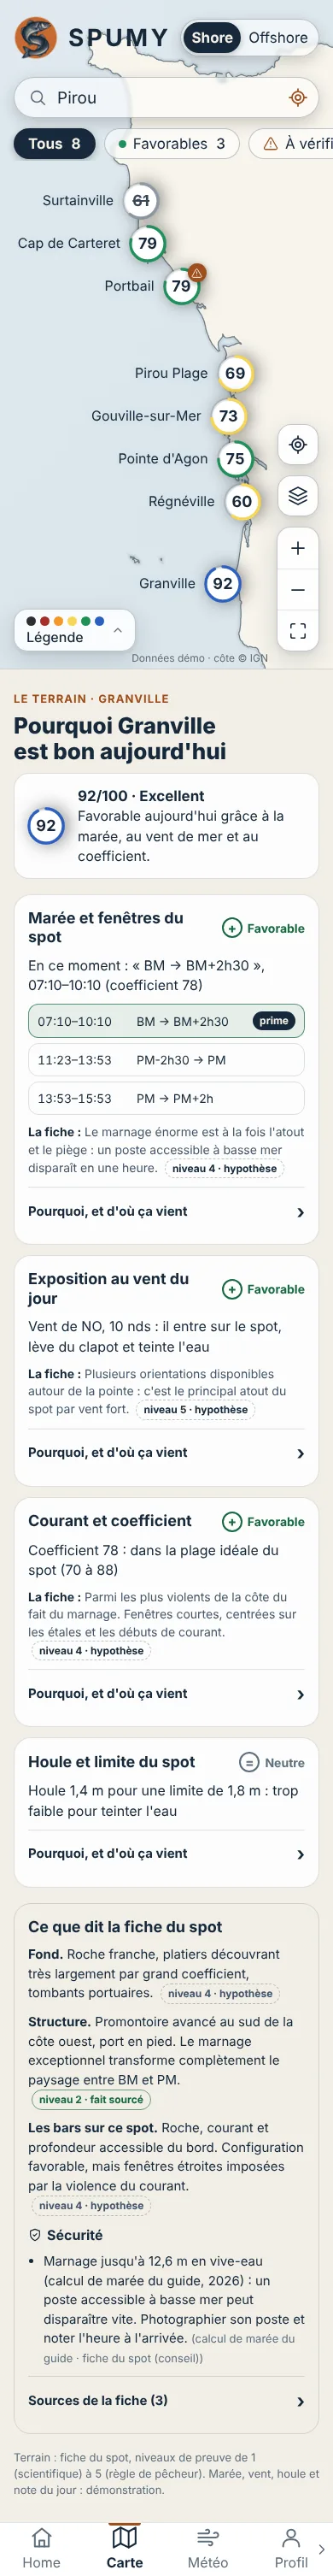 SPUMY
Shore Offshore
Pirou
Tous 8 Favorables 3 À vérifi
Surtainville 61
Cap de Carteret 79
Portbail 79
Pirou Plage 69
Gouville-sur-Mer 73
Pointe d'Agon 75
Régnéville 60
Granville 92
Légende
Données démo · côte © IGN
LE TERRAIN · GRANVILLE
Pourquoi Granville
est bon aujourd'hui
92
92/100 · Excellent
Favorable aujourd'hui grâce à la
marée, au vent de mer et au
coefficient.
Marée et fenêtres du
spot
Favorable
En ce moment : « BM → BM+2h30 »,
07:10–10:10 (coefficient 78)
07:10–10:10 BM → BM+2h30 prime
11:23–13:53 PM-2h30 → PM
13:53–15:53 PM → PM+2h
La fiche : Le marnage énorme est à la fois l'atout
et le piège : un poste accessible à basse mer
disparaît en une heure. niveau 4 · hypothèse
Pourquoi, et d'où ça vient
Exposition au vent du
jour
Favorable
Vent de NO, 10 nds : il entre sur le spot,
lève du clapot et teinte l'eau
La fiche : Plusieurs orientations disponibles
autour de la pointe : c'est le principal atout du
spot par vent fort. niveau 5 · hypothèse
Pourquoi, et d'où ça vient
Courant et coefficient Favorable
Coefficient 78 : dans la plage idéale du
spot (70 à 88)
La fiche : Parmi les plus violents de la côte du
fait du marnage. Fenêtres courtes, centrées sur
les étales et les débuts de courant.
niveau 4 · hypothèse
Pourquoi, et d'où ça vient
Houle et limite du spot Neutre
Houle 1,4 m pour une limite de 1,8 m : trop
faible pour teinter l'eau
Pourquoi, et d'où ça vient
Ce que dit la fiche du spot
Fond. Roche franche, platiers découvrant
très largement par grand coefficient,
tombants portuaires. niveau 4 · hypothèse
Structure. Promontoire avancé au sud de la
côte ouest, port en pied. Le marnage
exceptionnel transforme complètement le
paysage entre BM et PM.
niveau 2 · fait sourcé
Les bars sur ce spot. Roche, courant et
profondeur accessible du bord. Configuration
favorable, mais fenêtres étroites imposées
par la violence du courant.
niveau 4 · hypothèse
Sécurité
• Marnage jusqu'à 12,6 m en vive-eau
(calcul de marée du guide, 2026) : un
poste accessible à basse mer peut
disparaître vite. Photographier son poste et
noter l'heure à l'arrivée. (calcul de marée du
guide · fiche du spot (conseil))
Sources de la fiche (3)
Terrain : fiche du spot, niveaux de preuve de 1
(scientifique) à 5 (règle de pêcheur). Marée, vent, houle et
note du jour : démonstration.
Home Carte Météo Profil